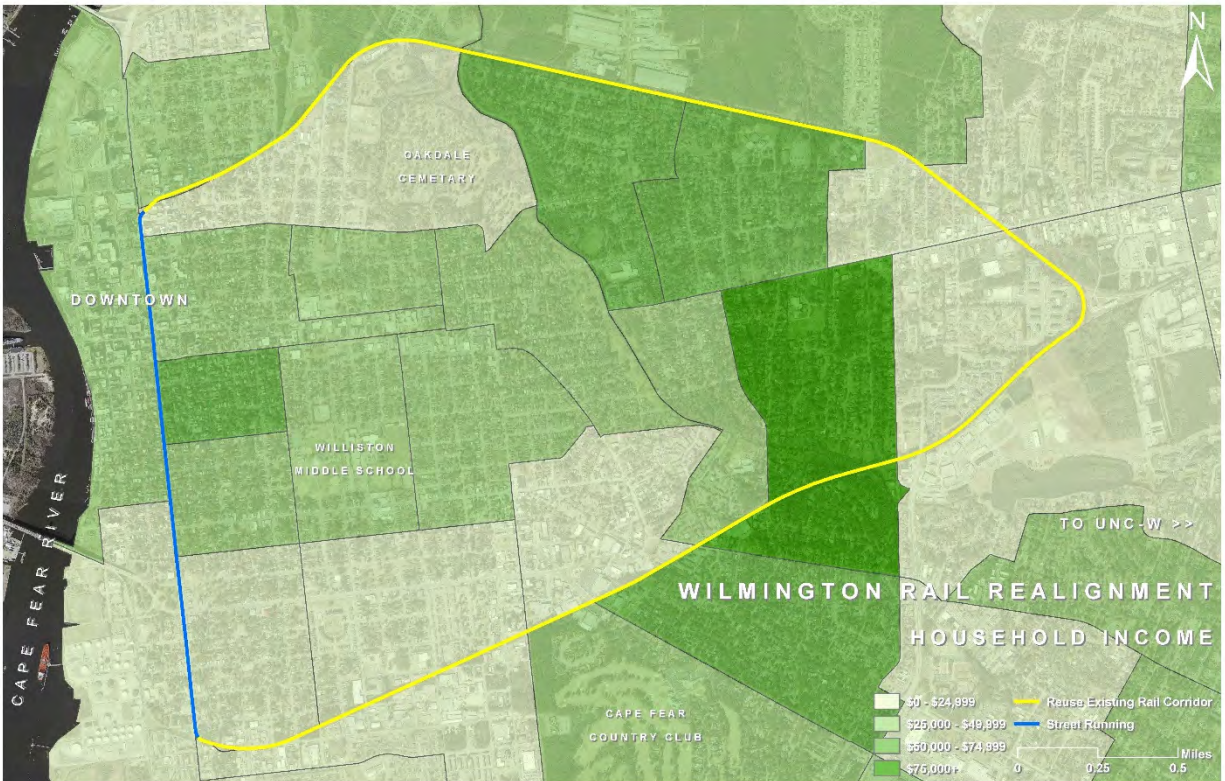 N
OAKDALE
CEMETARY
DOWNTOWN
WILLISTON
MIDDLE SCHOOL
CAPE FEAR RIVER
TO UNC-W >>
WILMINGTON RAIL REALIGNMENT
HOUSEHOLD INCOME
CAPE FEAR
COUNTRY CLUB
$0 - $24,999
$25,000 - $49,999
$50,000 - $74,999
$75,000+
Reuse Existing Rail Corridor
Street Running
Miles
0 0.25 0.5